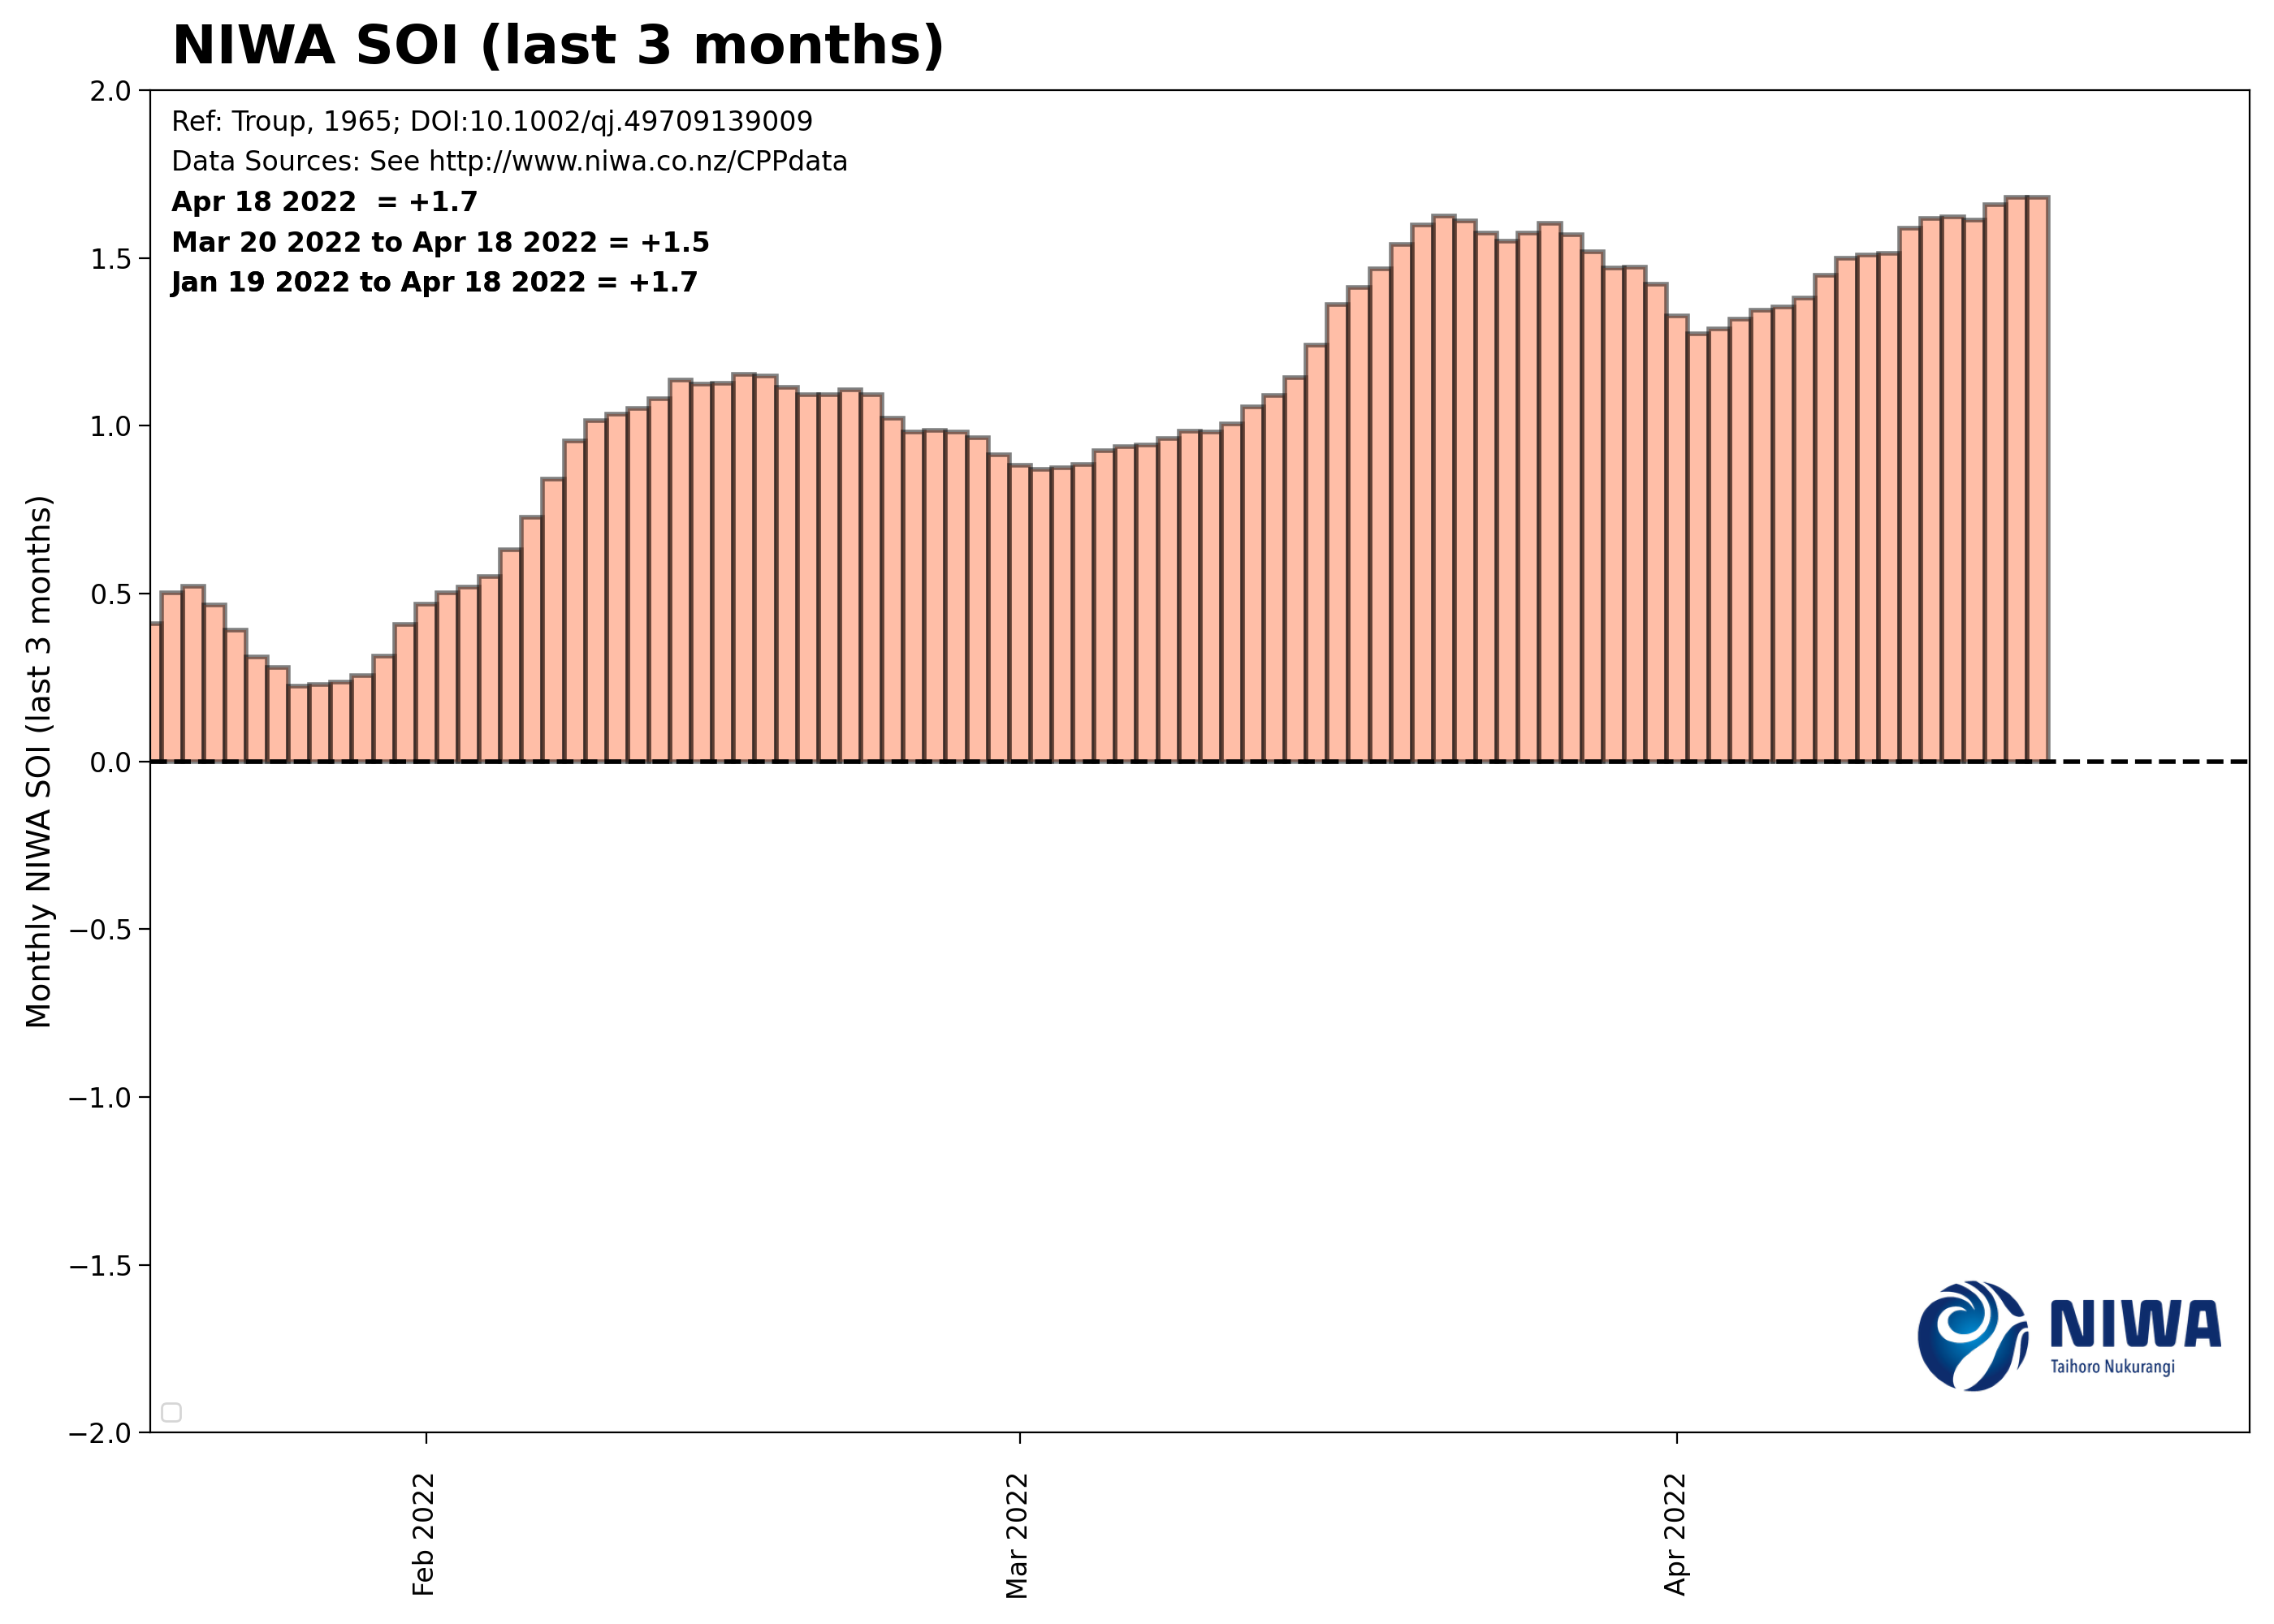 NIWA SOI (last 3 months)
Ref: Troup, 1965; DOI:10.1002/qj.49709139009
Data Sources: See http://www.niwa.co.nz/CPPdata
Apr 18 2022  = +1.7
Mar 20 2022 to Apr 18 2022 = +1.5
Jan 19 2022 to Apr 18 2022 = +1.7
Monthly NIWA SOI (last 3 months)
2.0
1.5
1.0
0.5
0.0
−0.5
−1.0
−1.5
−2.0
Feb 2022
Mar 2022
Apr 2022
NIWA
Taihoro Nukurangi